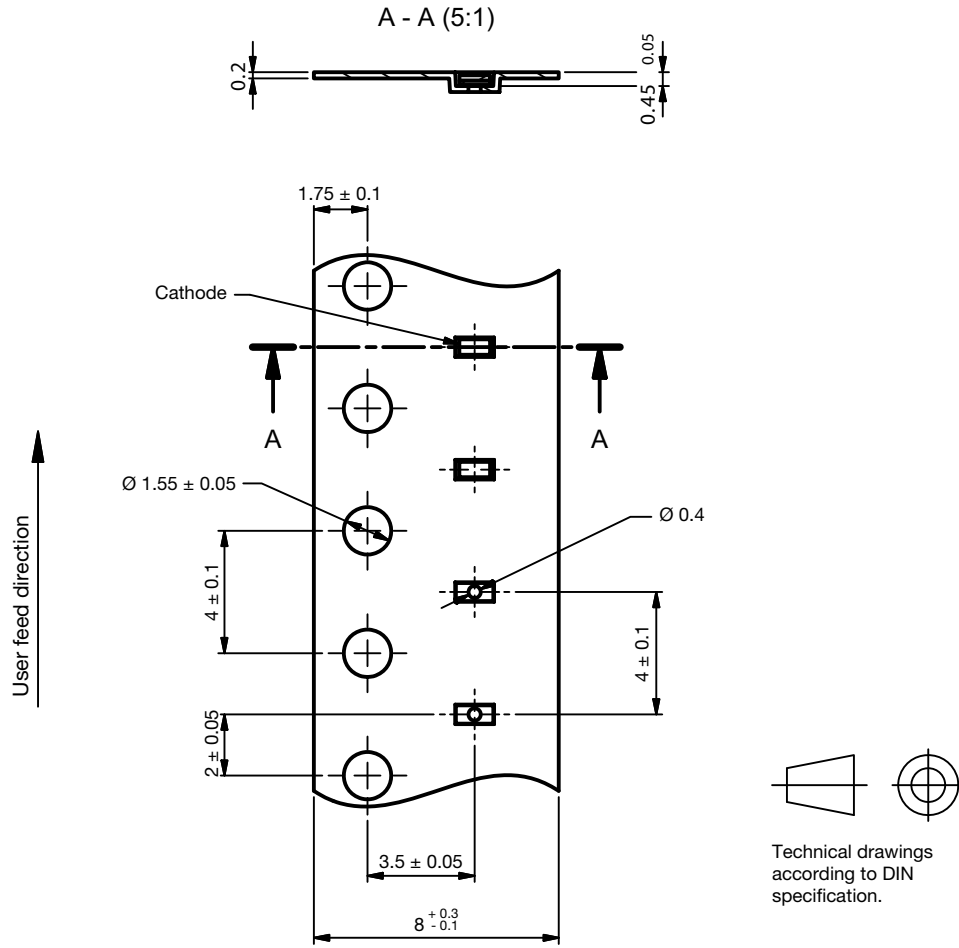 A - A (5:1)
0.2
0.05
0.45
1.75 ± 0.1
Cathode
A
A
Ø 1.55 ± 0.05
Ø 0.4
User feed direction
4 ± 0.1
4 ± 0.1
2 ± 0.05
3.5 ± 0.05
8 + 0.3 - 0.1
Technical drawings
according to DIN
specification.